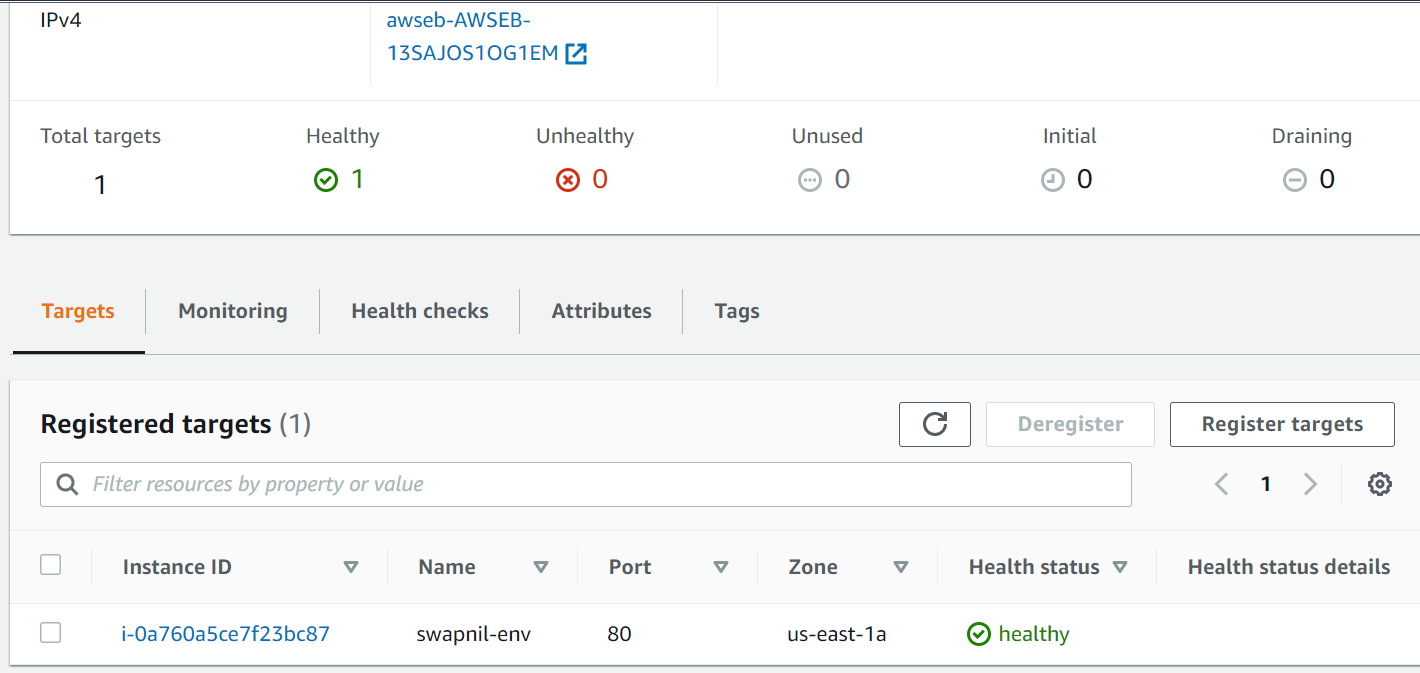 IPv4
awseb-AWSEB-
13SAJOS1OG1EM
Total targets
Healthy
Unhealthy
Unused
Initial
Draining
1
1
0
0
0
0
Targets
Monitoring
Health checks
Attributes
Tags
Registered targets (1)
Deregister
Register targets
Filter resources by property or value
1
Instance ID
Name
Port
Zone
Health status
Health status details
i-0a760a5ce7f23bc87
swapnil-env
80
us-east-1a
healthy